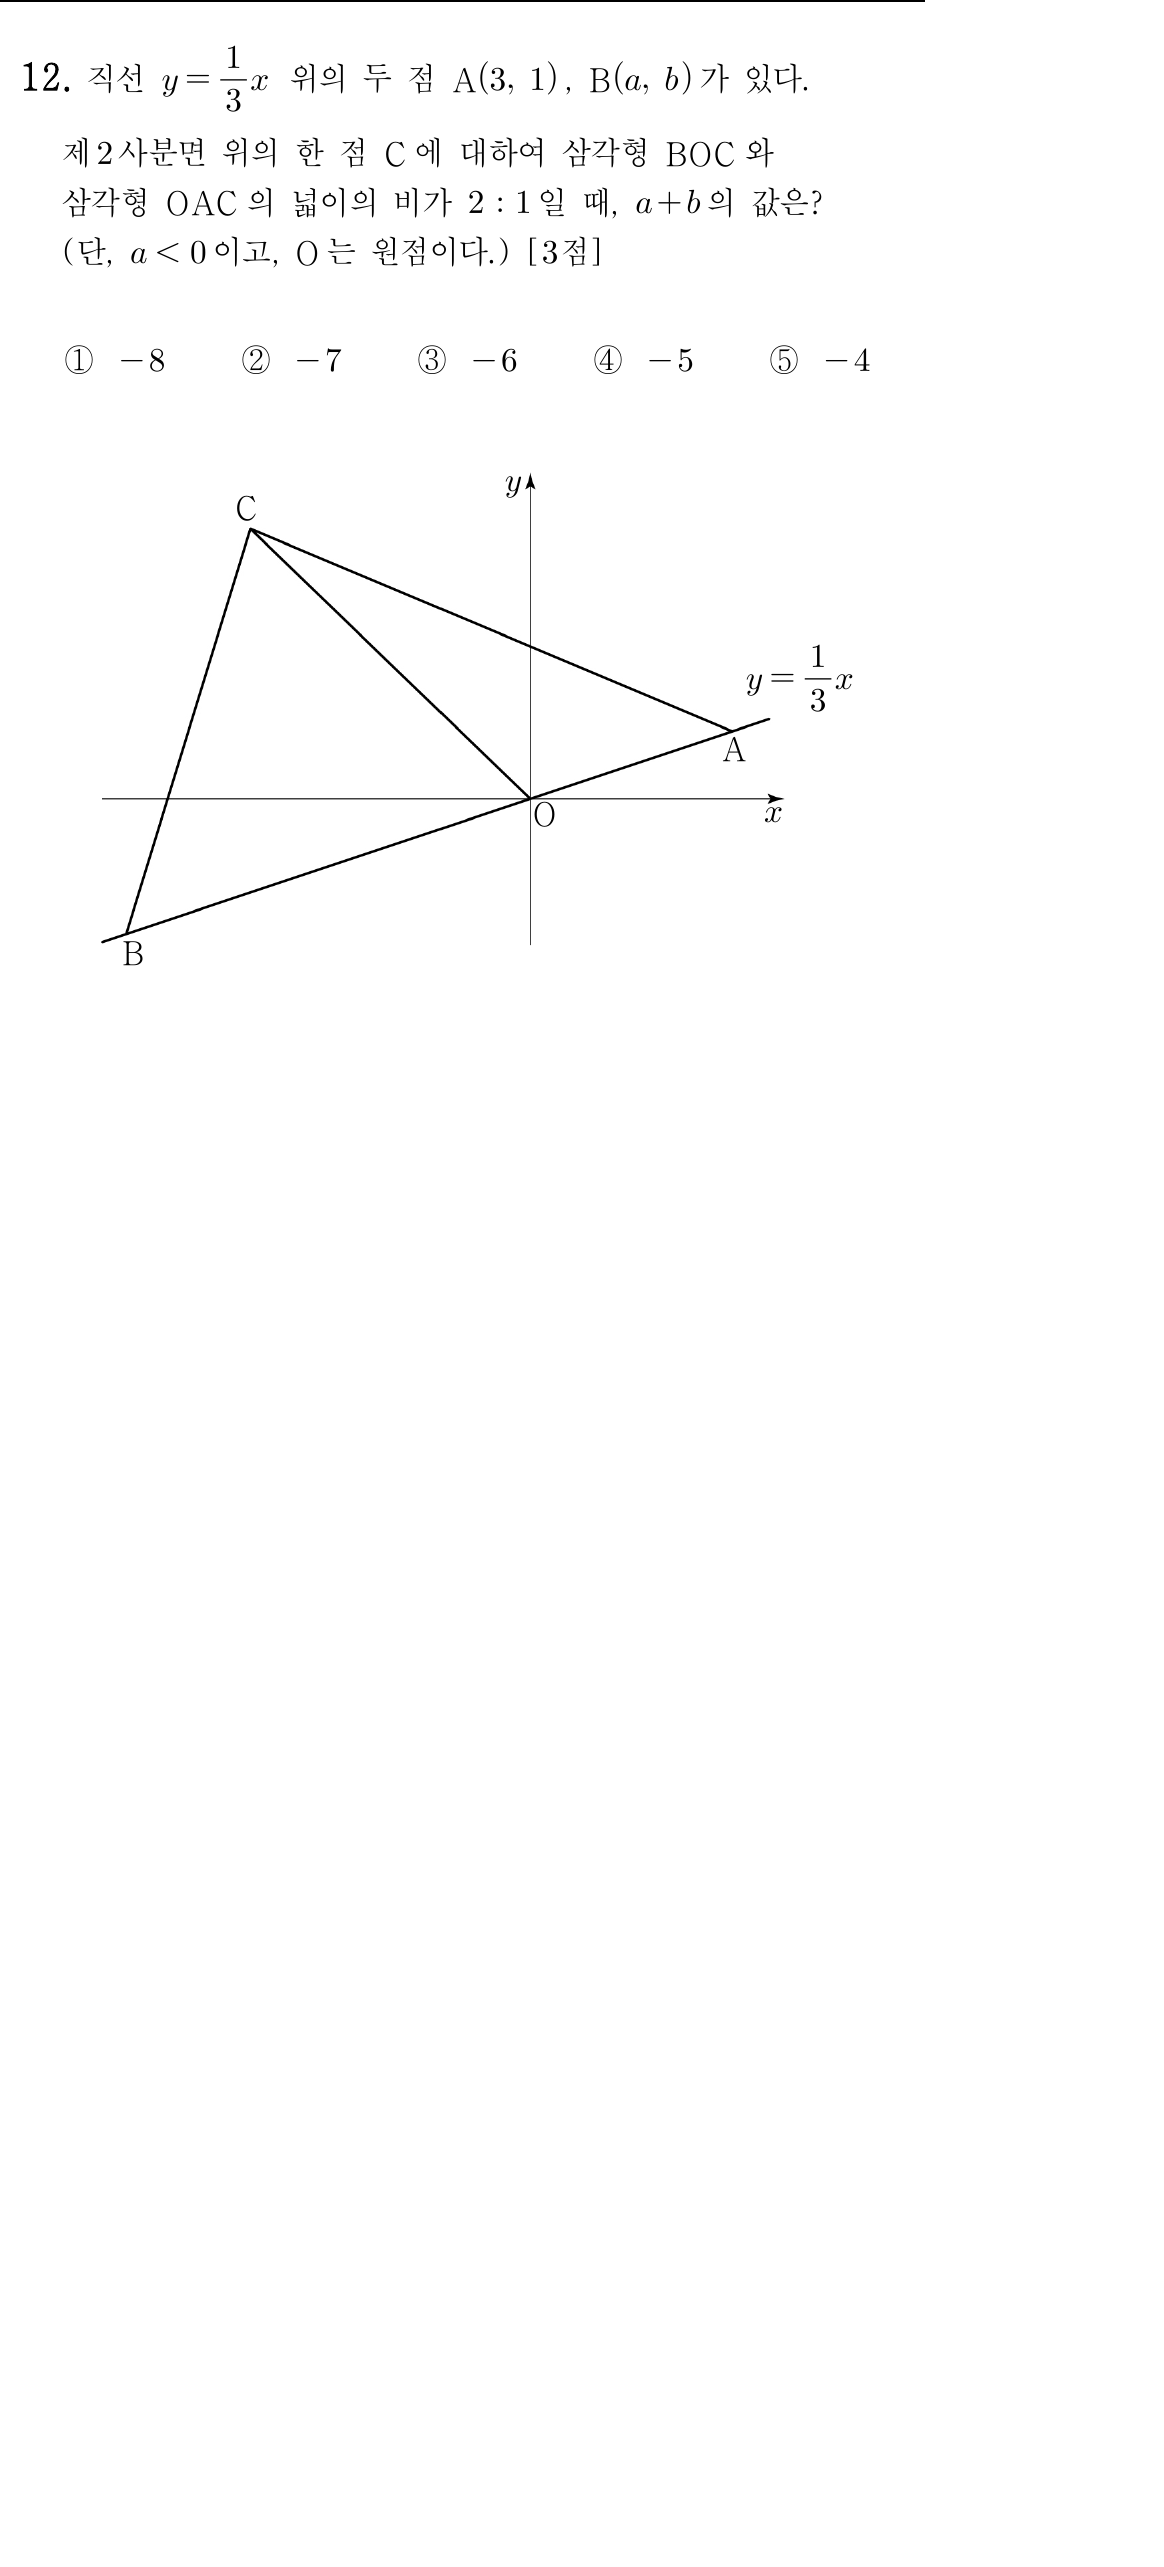 12. 직선 y = 1/3 x 위의 두 점 A(3, 1), B(a, b)가 있다.
제2사분면 위의 한 점 C에 대하여 삼각형 BOC와
삼각형 OAC의 넓이의 비가 2 : 1일 때, a+b의 값은?
(단, a < 0이고, O는 원점이다.) [3점]
① −8 ② −7 ③ −6 ④ −5 ⑤ −4
y
C
y = 1/3 x
A
O
x
B